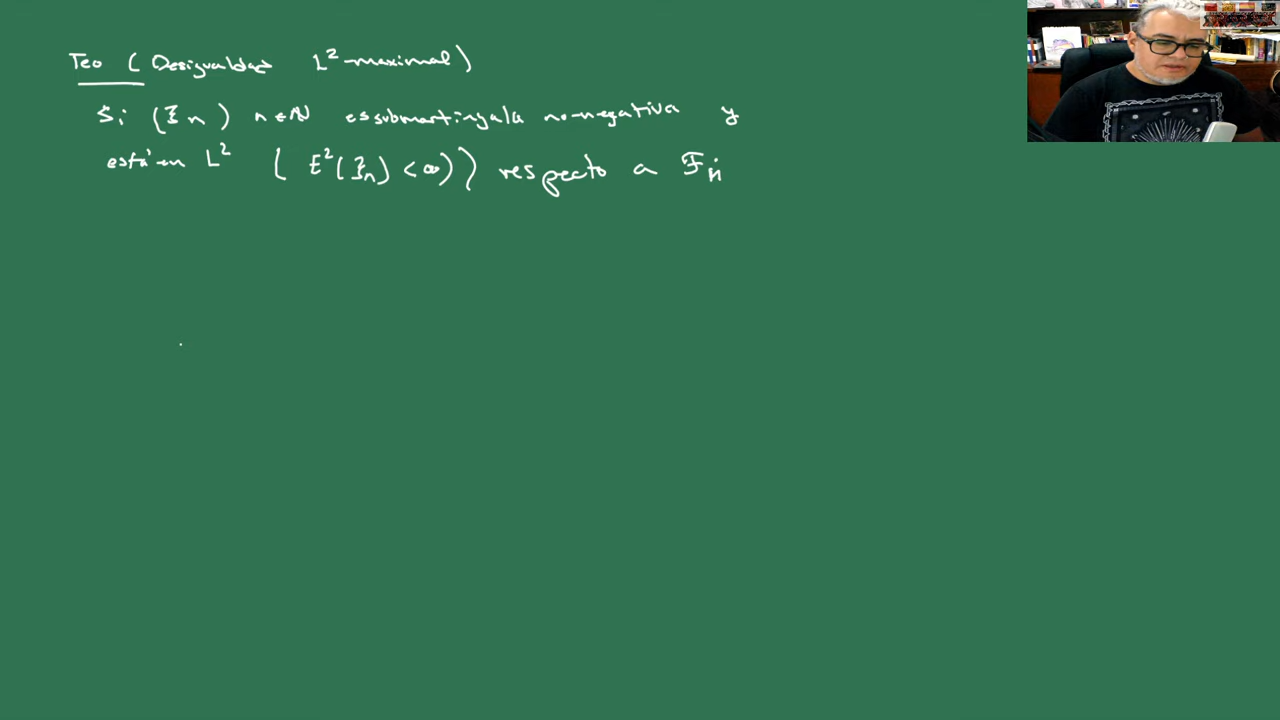 Teo (Desigualdad L²-maximal)
Si (ξn) n∈ℕ es submartingala no-negativa y
está en L² (E²(ξn) < ∞)) respecto a ℱn